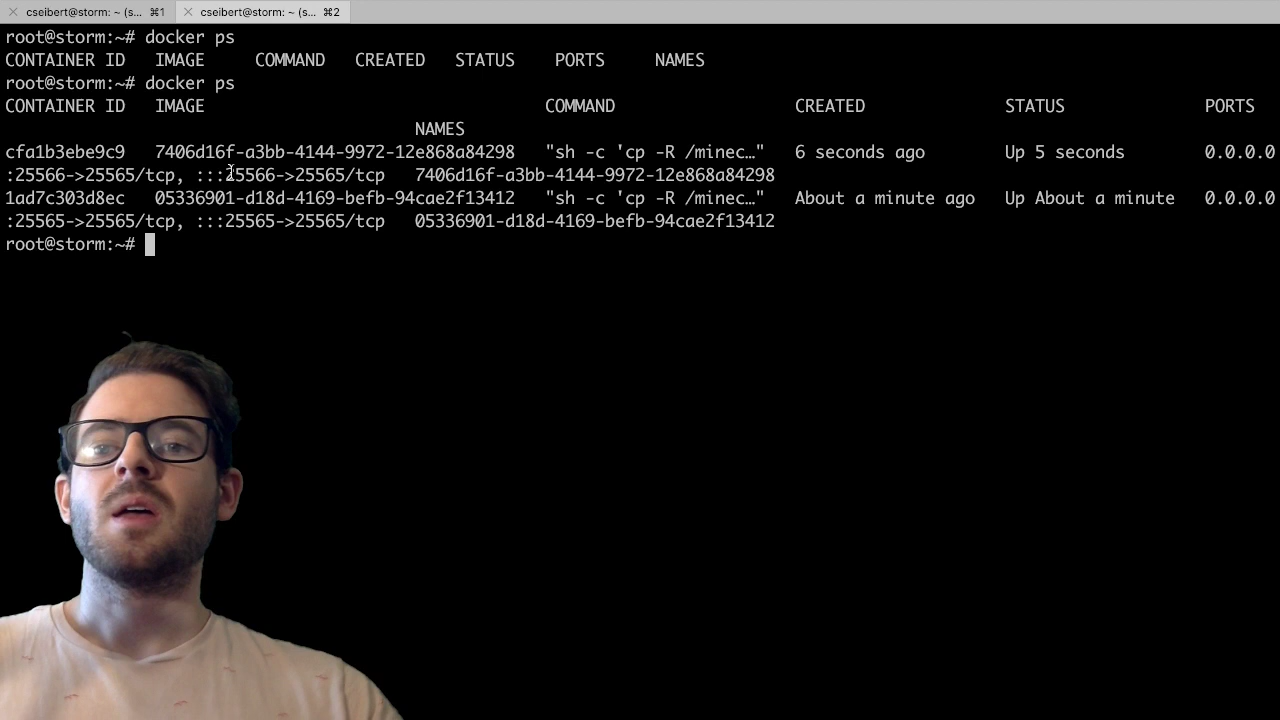 cseibert@storm: ~ (s... ⌘1 cseibert@storm: ~ (s... ⌘2
root@storm:~# docker ps
CONTAINER ID IMAGE COMMAND CREATED STATUS PORTS NAMES
root@storm:~# docker ps
CONTAINER ID IMAGE COMMAND CREATED STATUS PORTS
NAMES
cfa1b3ebe9c9 7406d16f-a3bb-4144-9972-12e868a84298 "sh -c 'cp -R /minec…" 6 seconds ago Up 5 seconds 0.0.0.0
:25566->25565/tcp, :::25566->25565/tcp 7406d16f-a3bb-4144-9972-12e868a84298
1ad7c303d8ec 05336901-d18d-4169-befb-94cae2f13412 "sh -c 'cp -R /minec…" About a minute ago Up About a minute 0.0.0.0
:25565->25565/tcp, :::25565->25565/tcp 05336901-d18d-4169-befb-94cae2f13412
root@storm:~#